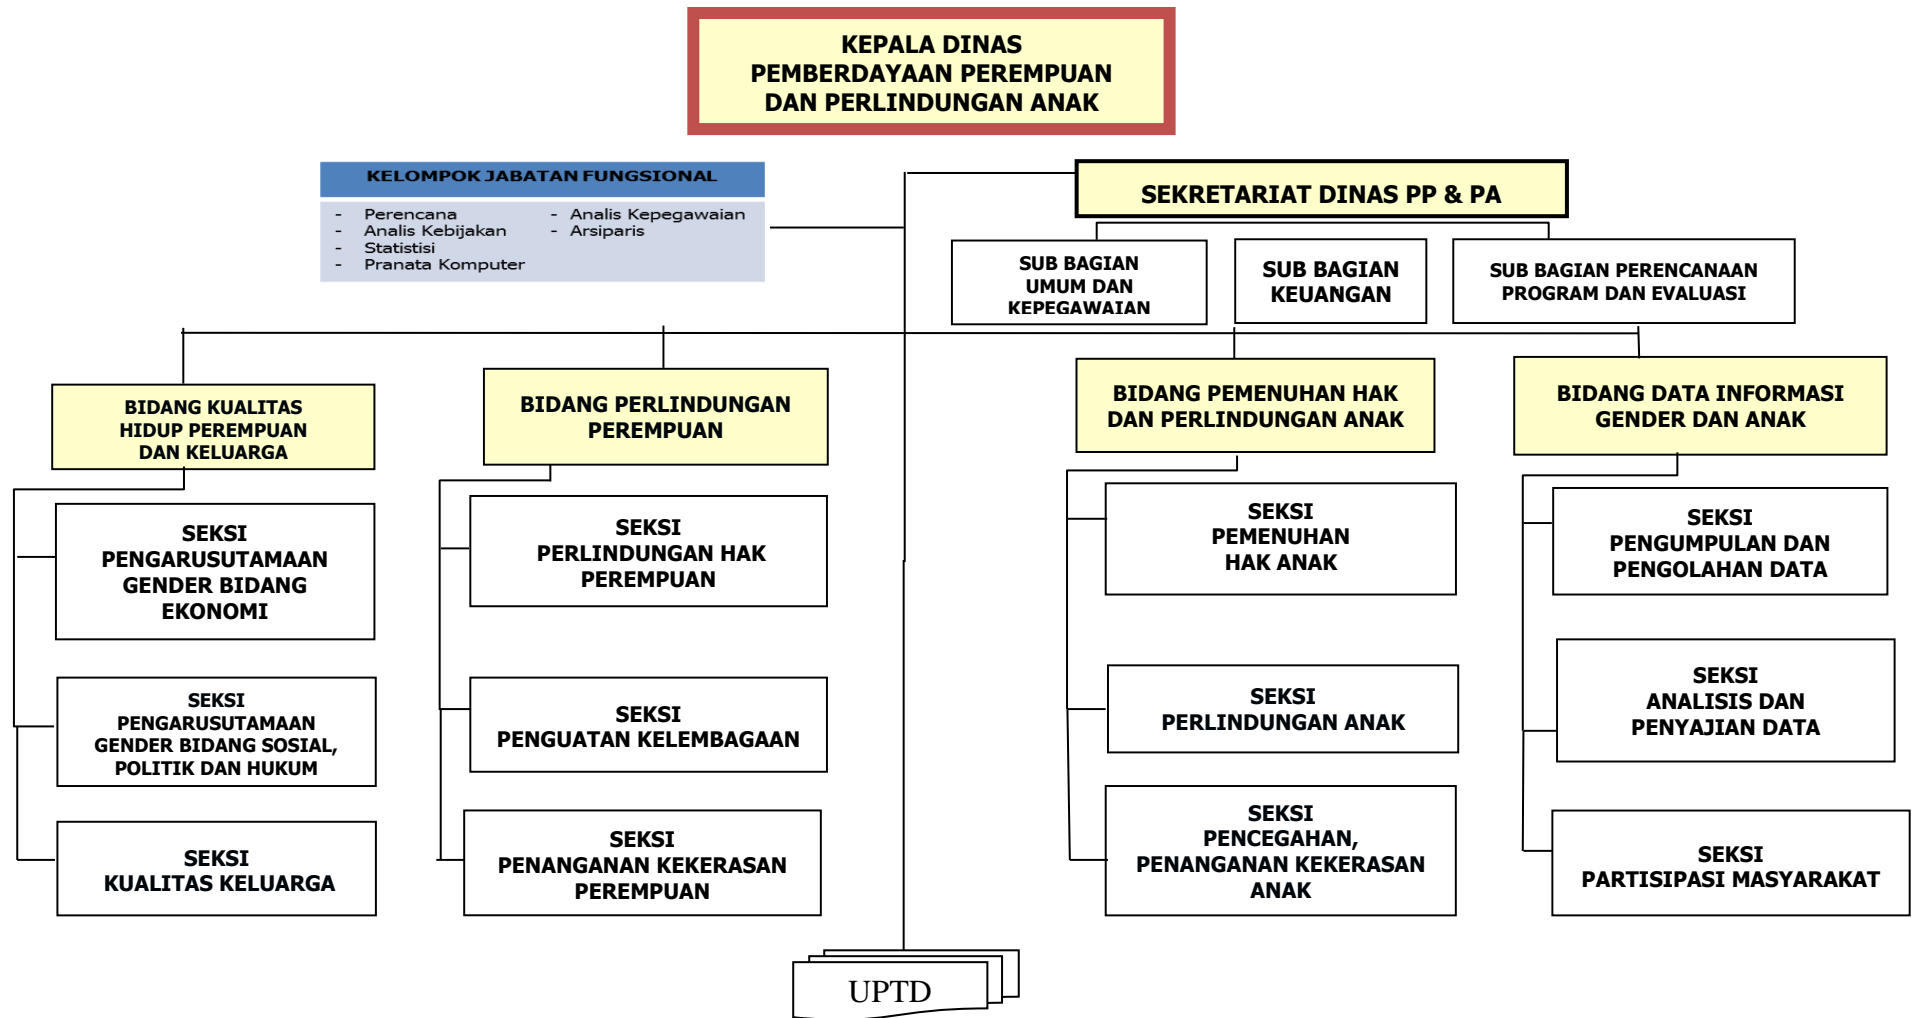 KEPALA DINAS
PEMBERDAYAAN PEREMPUAN
DAN PERLINDUNGAN ANAK
KELOMPOK JABATAN FUNGSIONAL
- Perencana
- Analis Kebijakan
- Statistisi
- Pranata Komputer
- Analis Kepegawaian
- Arsiparis
SEKRETARIAT DINAS PP & PA
SUB BAGIAN
UMUM DAN
KEPEGAWAIAN
SUB BAGIAN
KEUANGAN
SUB BAGIAN PERENCANAAN
PROGRAM DAN EVALUASI
BIDANG KUALITAS
HIDUP PEREMPUAN
DAN KELUARGA
BIDANG PERLINDUNGAN
PEREMPUAN
BIDANG PEMENUHAN HAK
DAN PERLINDUNGAN ANAK
BIDANG DATA INFORMASI
GENDER DAN ANAK
SEKSI
PENGARUSUTAMAAN
GENDER BIDANG
EKONOMI
SEKSI
PERLINDUNGAN HAK
PEREMPUAN
SEKSI
PEMENUHAN
HAK ANAK
SEKSI
PENGUMPULAN DAN
PENGOLAHAN DATA
SEKSI
PENGARUSUTAMAAN
GENDER BIDANG SOSIAL,
POLITIK DAN HUKUM
SEKSI
PENGUATAN KELEMBAGAAN
SEKSI
PERLINDUNGAN ANAK
SEKSI
ANALISIS DAN
PENYAJIAN DATA
SEKSI
KUALITAS KELUARGA
SEKSI
PENANGANAN KEKERASAN
PEREMPUAN
SEKSI
PENCEGAHAN,
PENANGANAN KEKERASAN
ANAK
SEKSI
PARTISIPASI MASYARAKAT
UPTD